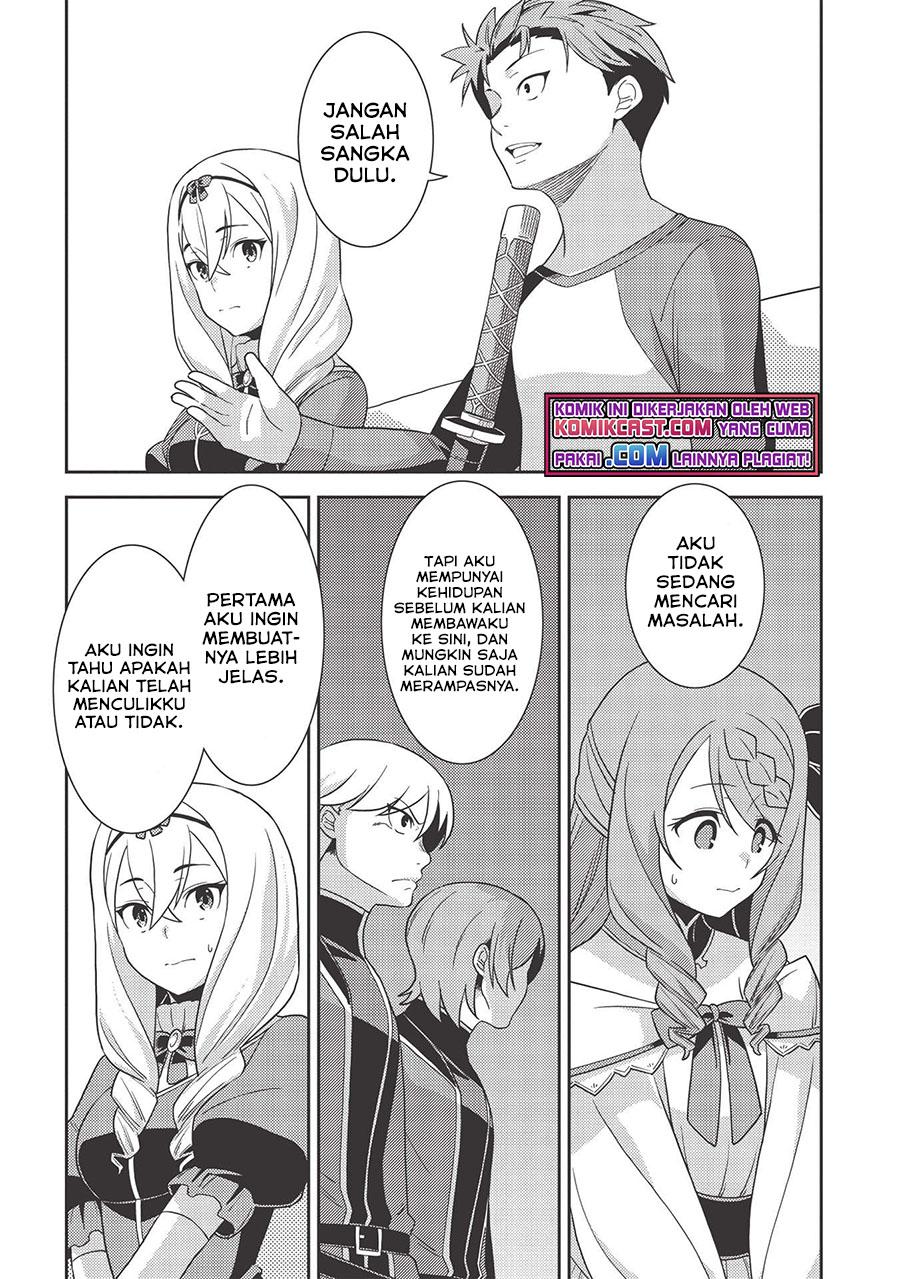 JANGAN
SALAH
SANGKA
DULU.
KOMIK INI DIKERJAKAN OLEH WEB
KOMIKCAST.COM YANG CUMA
PAKAI .COM LAINNYA PLAGIAT!
AKU
TIDAK
SEDANG
MENCARI
MASALAH.
TAPI AKU
MEMPUNYAI
KEHIDUPAN
SEBELUM KALIAN
MEMBAWAKU
KE SINI, DAN
MUNGKIN SAJA
KALIAN SUDAH
MERAMPASNYA.
PERTAMA
AKU INGIN
MEMBUAT-
NYA LEBIH
JELAS.
AKU INGIN
TAHU APAKAH
KALIAN TELAH
MENCULIKKU
ATAU TIDAK.